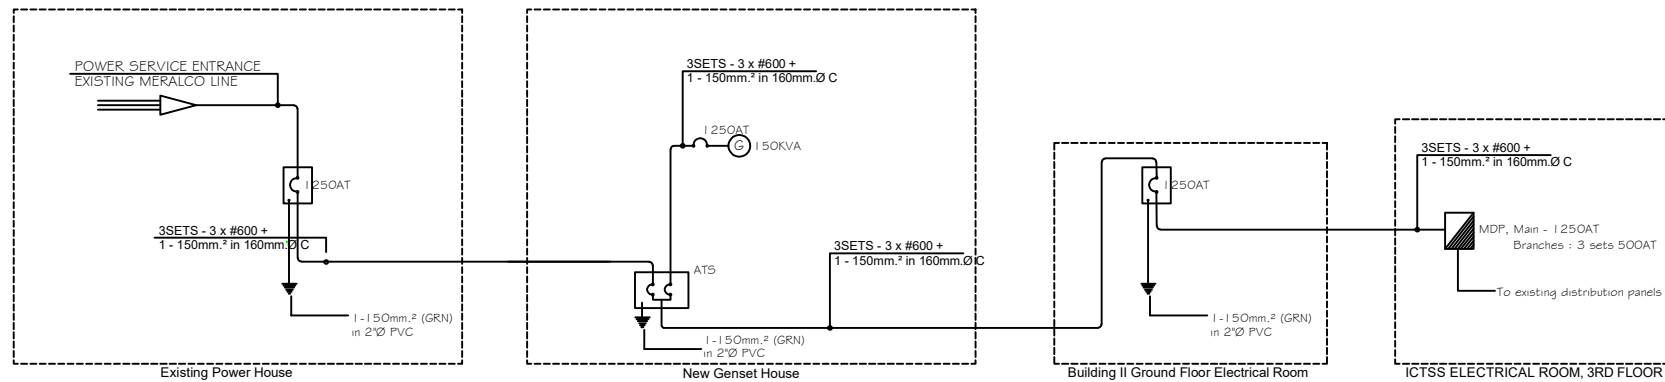 POWER SERVICE ENTRANCE
EXISTING MERALCO LINE
1250AT
3SETS - 3 x #600 +
1 - 150mm.² in 160mm.Ø C
1-150mm.² (GRN)
in 2"Ø PVC
Existing Power House
3SETS - 3 x #600 +
1 - 150mm.² in 160mm.Ø C
1250AT
G
150KVA
ATS
3SETS - 3 x #600 +
1 - 150mm.² in 160mm.Ø C
1-150mm.² (GRN)
in 2"Ø PVC
New Genset House
1250AT
1-150mm.² (GRN)
in 2"Ø PVC
Building II Ground Floor Electrical Room
3SETS - 3 x #600 +
1 - 150mm.² in 160mm.Ø C
MDP, Main - 1250AT
Branches : 3 sets 500AT
To existing distribution panels
ICTSS ELECTRICAL ROOM, 3RD FLOOR